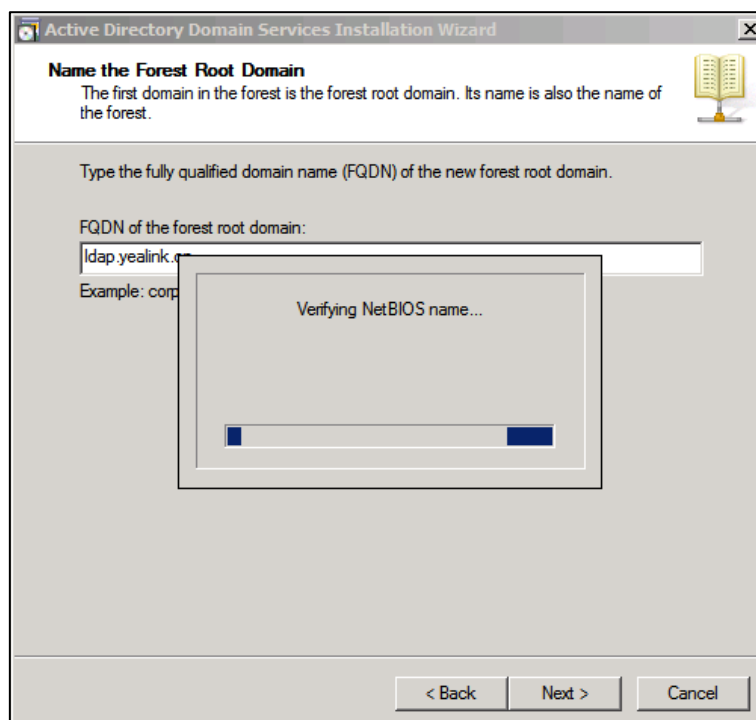 Active Directory Domain Services Installation Wizard
Name the Forest Root Domain
The first domain in the forest is the forest root domain. Its name is also the name of
the forest.
Type the fully qualified domain name (FQDN) of the new forest root domain.
FQDN of the forest root domain:
ldap.yealink.
Example: corp
Verifying NetBIOS name...
< Back
Next >
Cancel